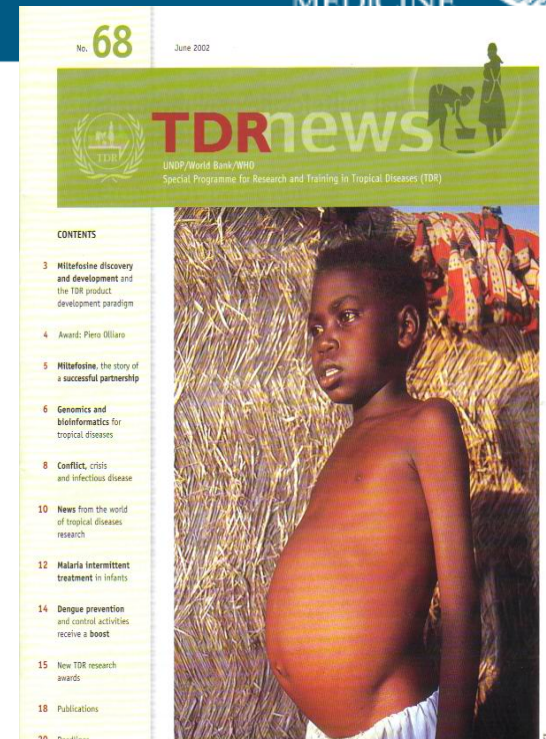 MEDICINE
No. 68
June 2002
TDR
TDRnews
UNDP/World Bank/WHO
Special Programme for Research and Training in Tropical Diseases (TDR)
CONTENTS
3 Miltefosine discovery
and development and
the TDR product
development paradigm
4 Award: Piero Olliaro
5 Miltefosine, the story of
a successful partnership
6 Genomics and
bioinformatics for
tropical diseases
8 Conflict, crisis
and infectious disease
10 News from the world
of tropical diseases
research
12 Malaria intermittent
treatment in infants
14 Dengue prevention
and control activities
receive a boost
15 New TDR research
awards
18 Publications